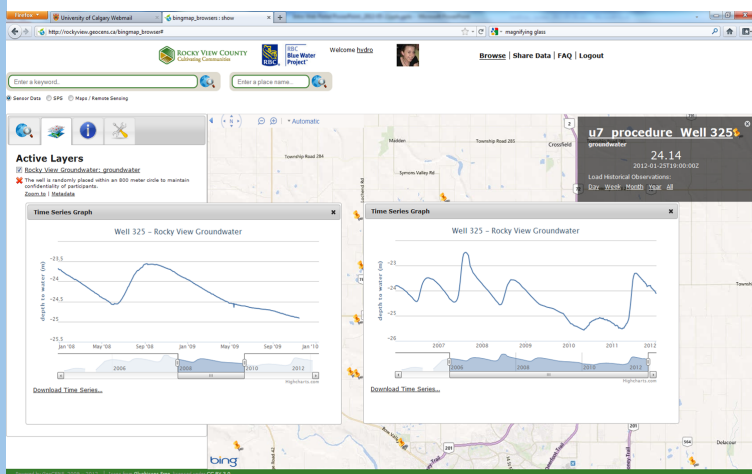 Firefox
University of Calgary Webmail
bingmap_browsers : show
http://rockyview.geocens.ca/bingmap_browser#
magnifying glass
ROCKY VIEW COUNTY
Cultivating Communities
RBC
RBC
Blue Water
Project
Welcome hydro
Browse | Share Data | FAQ | Logout
Enter a keyword..
Enter a place name..
Sensor Data SPS Maps / Remote Sensing
Automatic
Active Layers
Rocky View Groundwater: groundwater
The well is randomly placed within an 800 meter circle to maintain
confidentiality of participants.
Zoom to | Metadata
u7_procedure_Well 325
groundwater
24.14
2012-01-25T19:00:00Z
Load Historical Observations:
Day Week Month Year All
Township Road 284
Madden
Symons Valley Rd
Township Road 285
Crossfield
2
Time Series Graph
Well 325 – Rocky View Groundwater
depth to water (m)
-23.5
-24
-24.5
-25
-25.5
Jan '08 May '08 Sep '08 Jan '09 May '09 Sep '09 Jan '10
2006 2008 2010 2012
Highcharts.com
Download Time Series...
Time Series Graph
Well 325 – Rocky View Groundwater
depth to water (m)
-23
-24
-25
-26
2007 2008 2009 2010 2011 2012
2006 2008 2010 2012
Highcharts.com
Download Time Series...
201
564
Delacour
201
bing